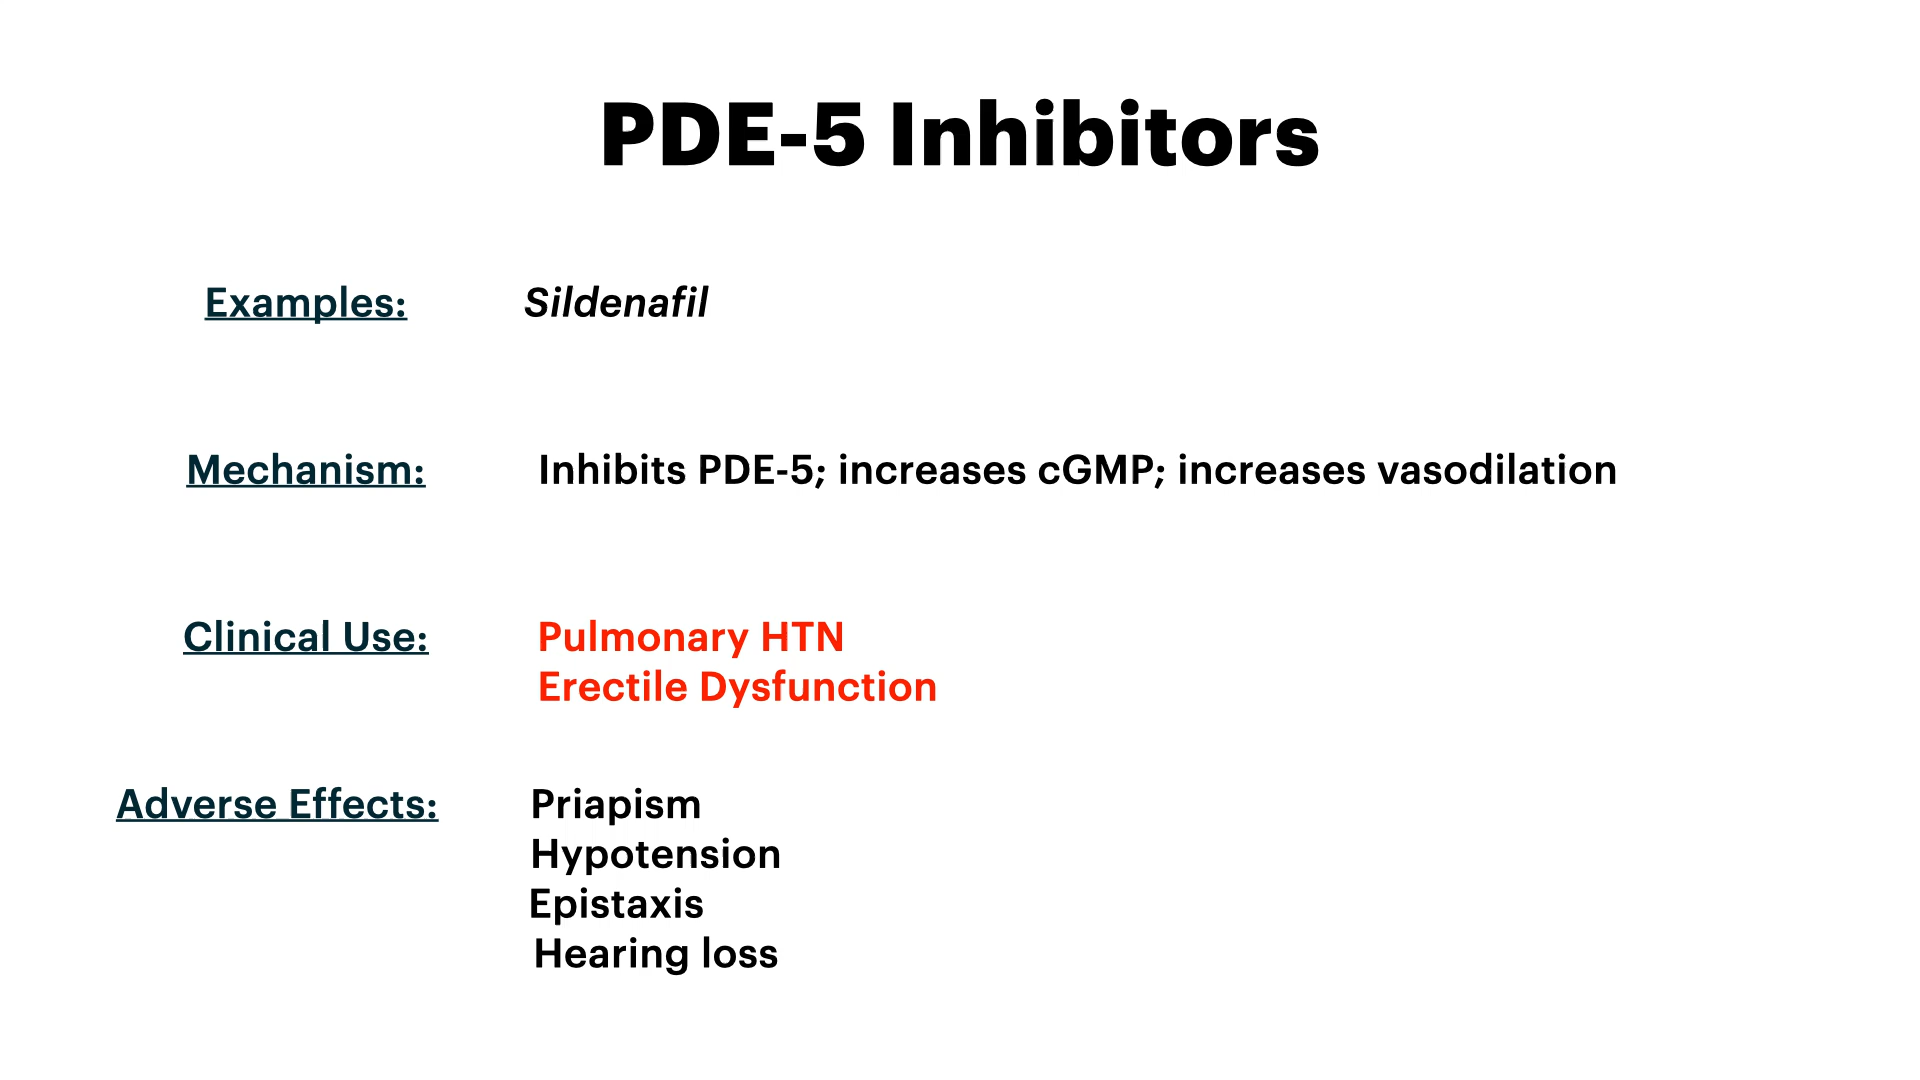 PDE-5 Inhibitors
Examples: Sildenafil
Mechanism: Inhibits PDE-5; increases cGMP; increases vasodilation
Clinical Use: Pulmonary HTN
Erectile Dysfunction
Adverse Effects: Priapism
Hypotension
Epistaxis
Hearing loss